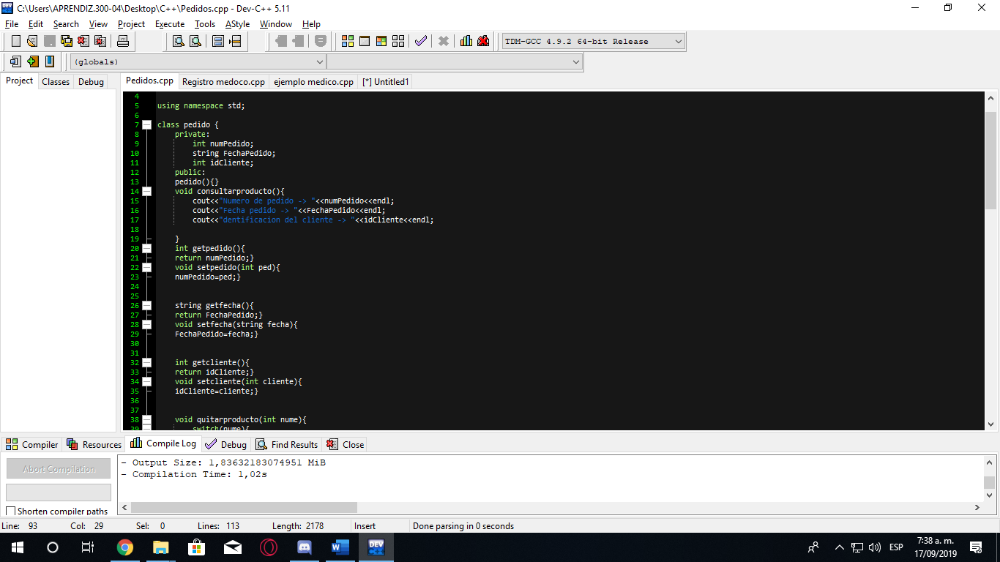 C:\Users\APRENDIZ.300-04\Desktop\C++\Pedidos.cpp - Dev-C++ 5.11
File Edit Search View Project Execute Tools AStyle Window Help
TDM-GCC 4.9.2 64-bit Release
(globals)
Project Classes Debug
Pedidos.cpp Registro medoco.cpp ejemplo medico.cpp [*] Untitled1
4
5 using namespace std;
6
7 class pedido {
8 private:
9 int numPedido;
10 string FechaPedido;
11 int idCliente;
12 public:
13 pedido(){}
14 void consultarproducto(){
15 cout<<"Numero de pedido -> "<<numPedido<<endl;
16 cout<<"Fecha pedido -> "<<FechaPedido<<endl;
17 cout<<"dentificacion del cliente -> "<<idCliente<<endl;
18
19 }
20 int getpedido(){
21 return numPedido;}
22 void setpedido(int ped){
23 numPedido=ped;}
24
25
26 string getfecha(){
27 return FechaPedido;}
28 void setfecha(string fecha){
29 FechaPedido=fecha;}
30
31
32 int getcliente(){
33 return idCliente;}
34 void setcliente(int cliente){
35 idCliente=cliente;}
36
37
38 void quitarproducto(int nume){
39 switch(nume){
Compiler Resources Compile Log Debug Find Results Close
Abort Compilation
Shorten compiler paths
- Output Size: 1,83632183074951 MiB
- Compilation Time: 1,02s
Line: 93 Col: 29 Sel: 0 Lines: 113 Length: 2178 Insert Done parsing in 0 seconds
DEV
ESP
7:38 a. m.
17/09/2019